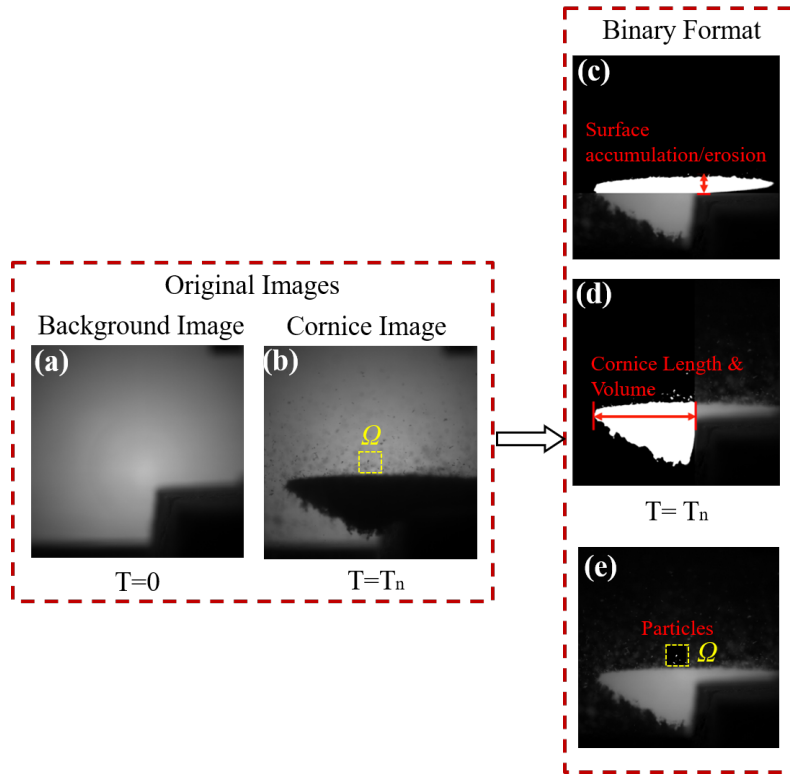 Original Images
Background Image
Cornice Image
(a)
(b)
Ω
T=0
T=Tn
Binary Format
(c)
Surface
accumulation/erosion
(d)
Cornice Length &
Volume
T= Tn
(e)
Particles
Ω